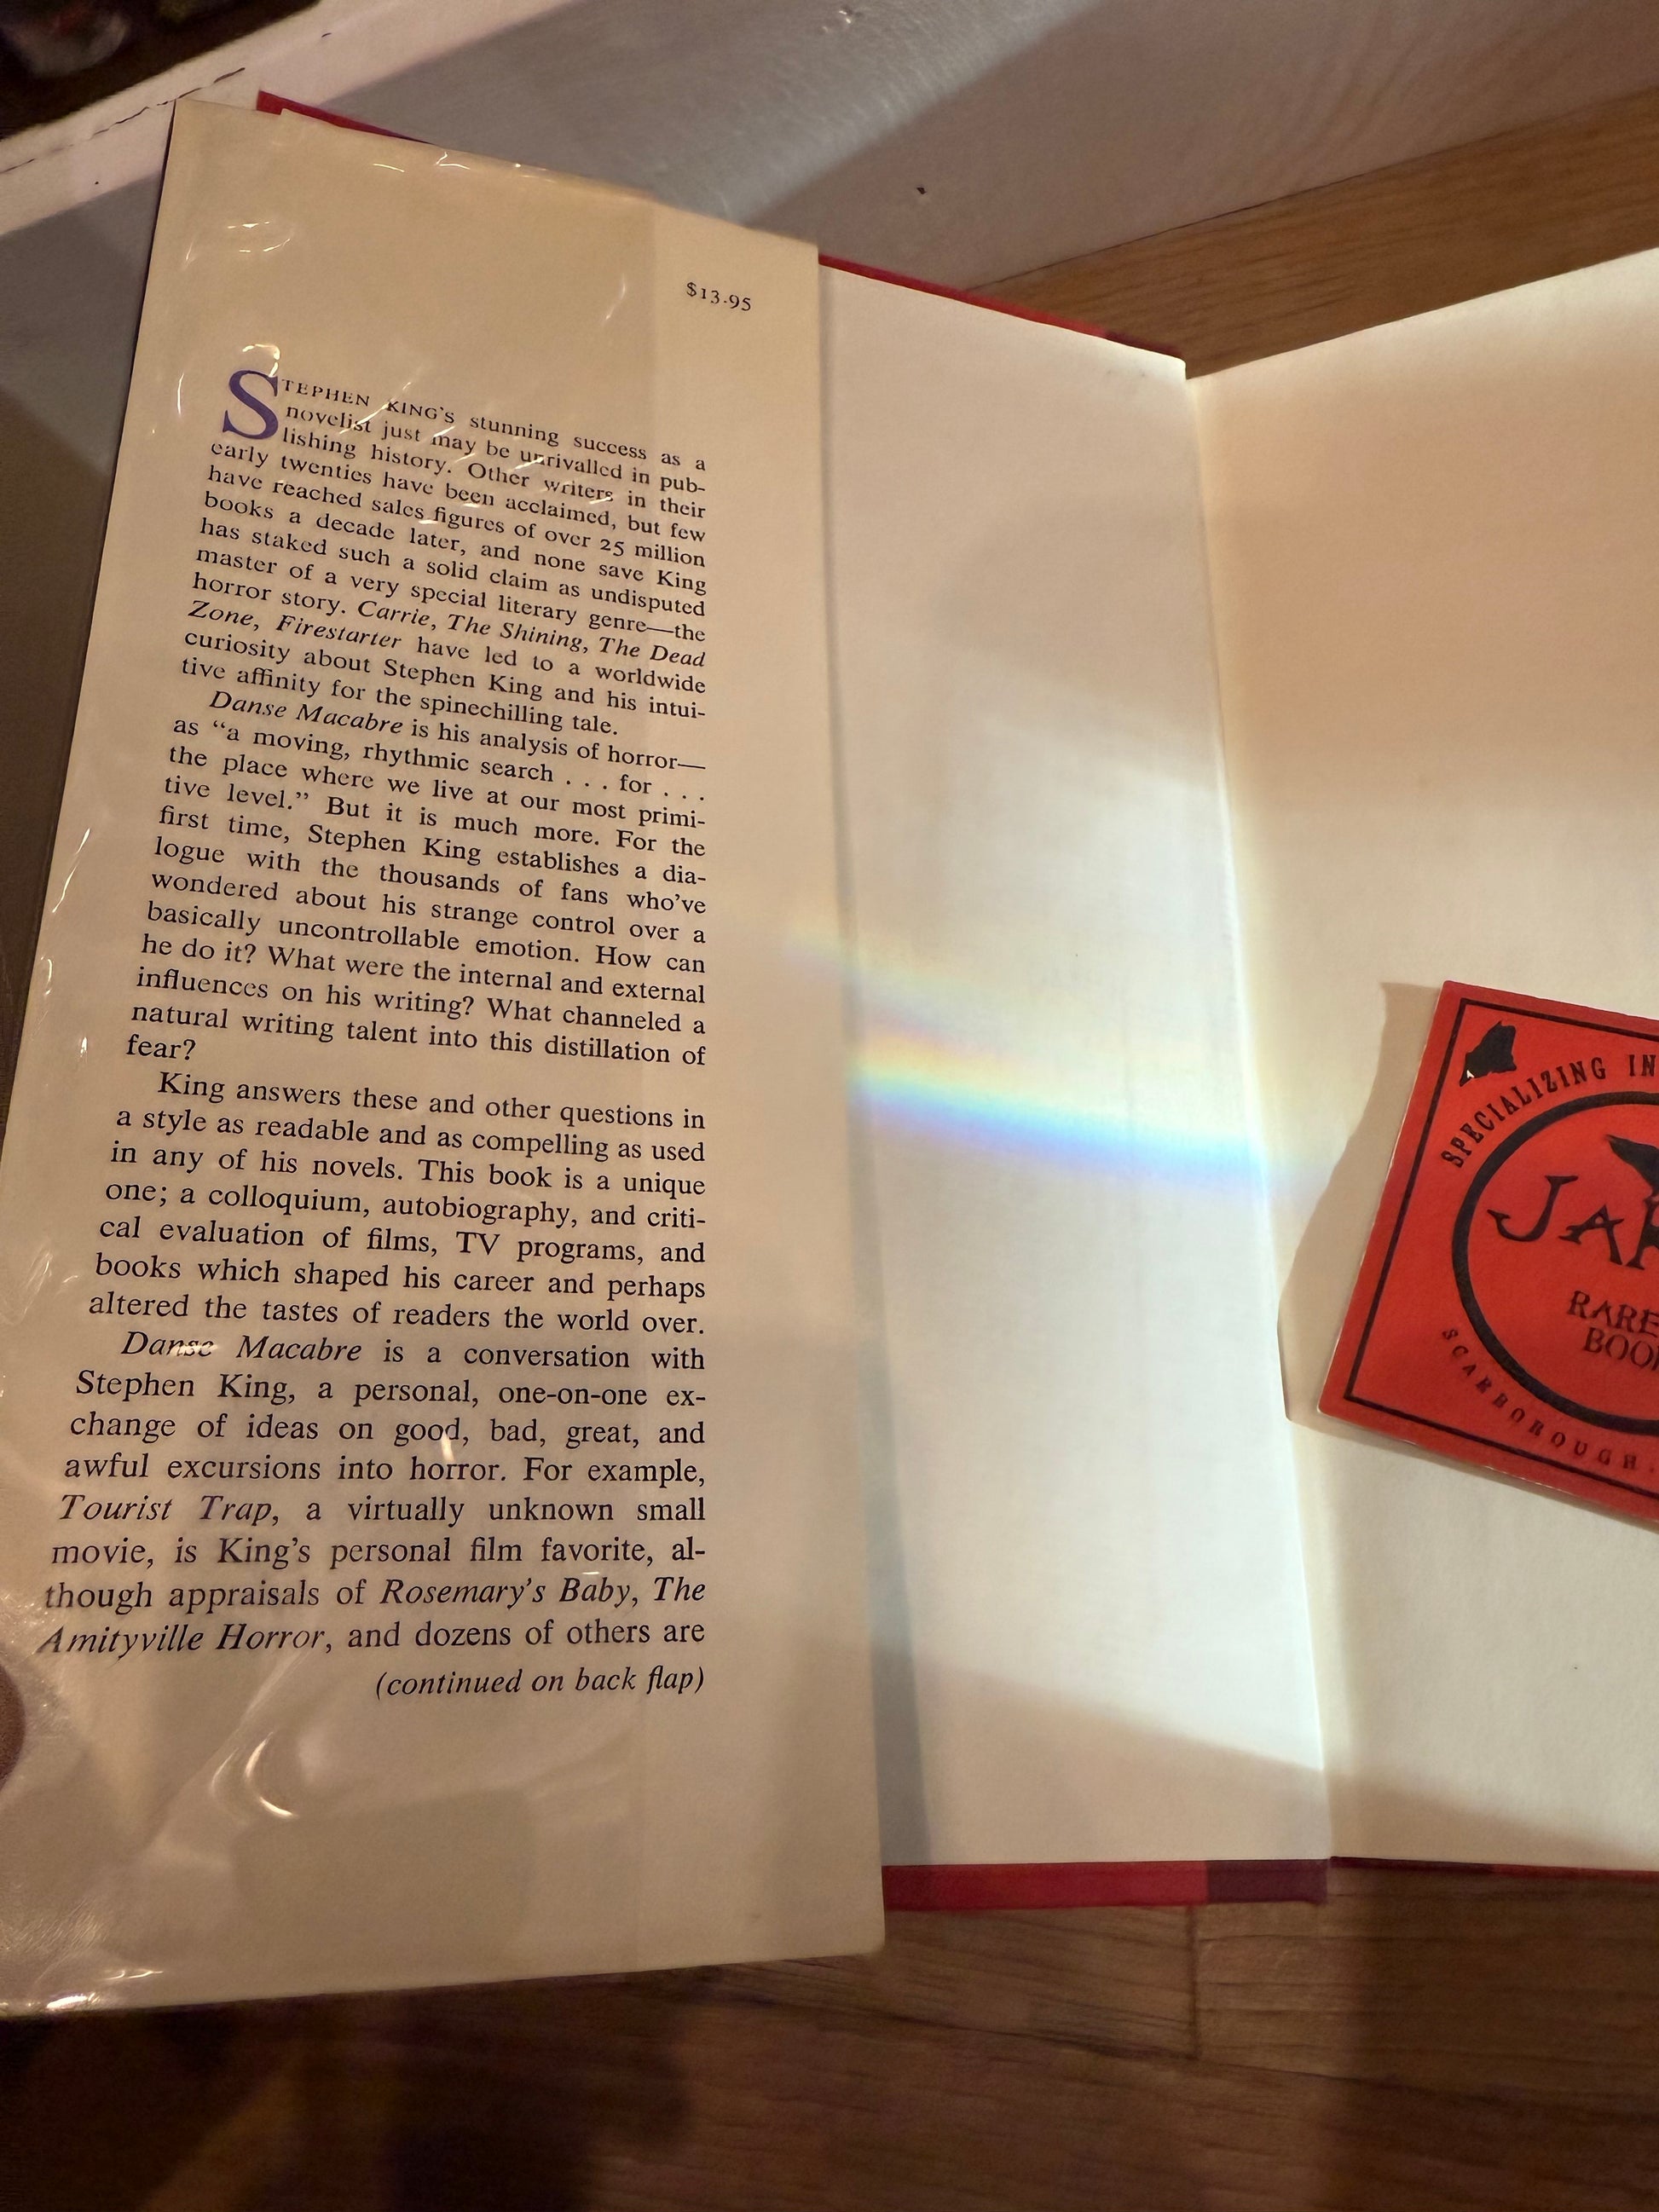 $13.95
STEPHEN KING'S stunning success as a
novelist just may be unrivalled in pub-
lishing history. Other writers in their
early twenties have been acclaimed, but few
have reached sales figures of over 25 million
books a decade later, and none save King
has staked such a solid claim as undisputed
master of a very special literary genre—the
horror story. Carrie, The Shining, The Dead
Zone, Firestarter have led to a worldwide
curiosity about Stephen King and his intui-
tive affinity for the spinechilling tale.
Danse Macabre is his analysis of horror—
as “a moving, rhythmic search . . . for . . .
the place where we live at our most primi-
tive level.” But it is much more. For the
first time, Stephen King establishes a dia-
logue with the thousands of fans who’ve
wondered about his strange control over a
basically uncontrollable emotion. How can
he do it? What were the internal and external
influences on his writing? What channeled a
natural writing talent into this distillation of
fear?
King answers these and other questions in
a style as readable and as compelling as used
in any of his novels. This book is a unique
one; a colloquium, autobiography, and criti-
cal evaluation of films, TV programs, and
books which shaped his career and perhaps
altered the tastes of readers the world over.
Danse Macabre is a conversation with
Stephen King, a personal, one-on-one ex-
change of ideas on good, bad, great, and
awful excursions into horror. For example,
Tourist Trap, a virtually unknown small
movie, is King’s personal film favorite, al-
though appraisals of Rosemary’s Baby, The
Amityville Horror, and dozens of others are
(continued on back flap)
SPECIALIZING IN
RARE
SCARBOROUGH